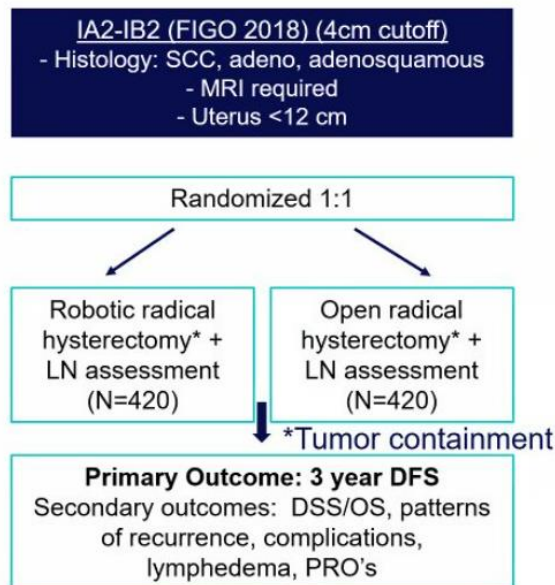 IA2-IB2 (FIGO 2018) (4cm cutoff)
- Histology: SCC, adeno, adenosquamous
- MRI required
- Uterus <12 cm
Randomized 1:1
Robotic radical
hysterectomy* +
LN assessment
(N=420)
Open radical
hysterectomy* +
LN assessment
(N=420)
*Tumor containment
Primary Outcome: 3 year DFS
Secondary outcomes: DSS/OS, patterns
of recurrence, complications,
lymphedema, PRO's